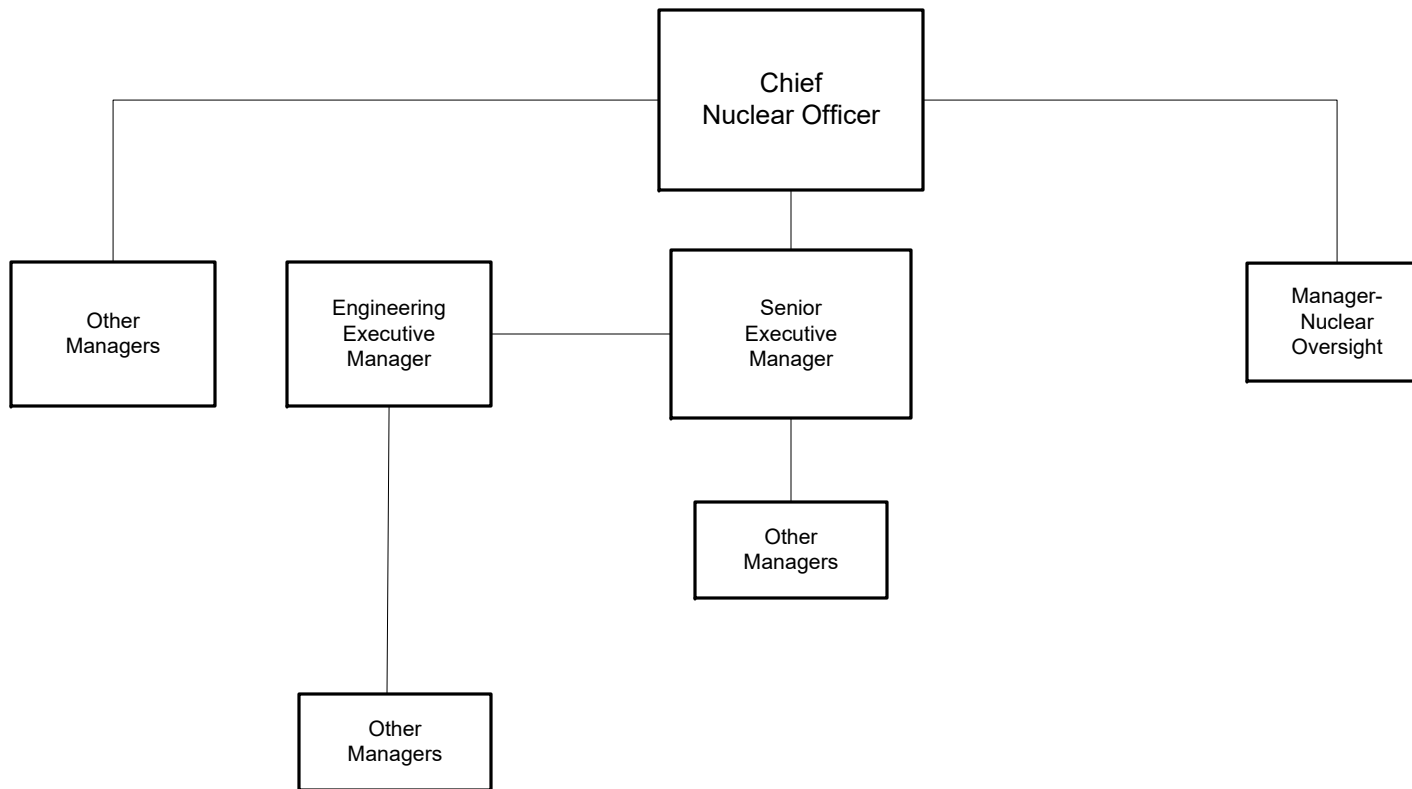 Chief
Nuclear Officer
Other
Managers
Engineering
Executive
Manager
Senior
Executive
Manager
Manager-
Nuclear
Oversight
Other
Managers
Other
Managers